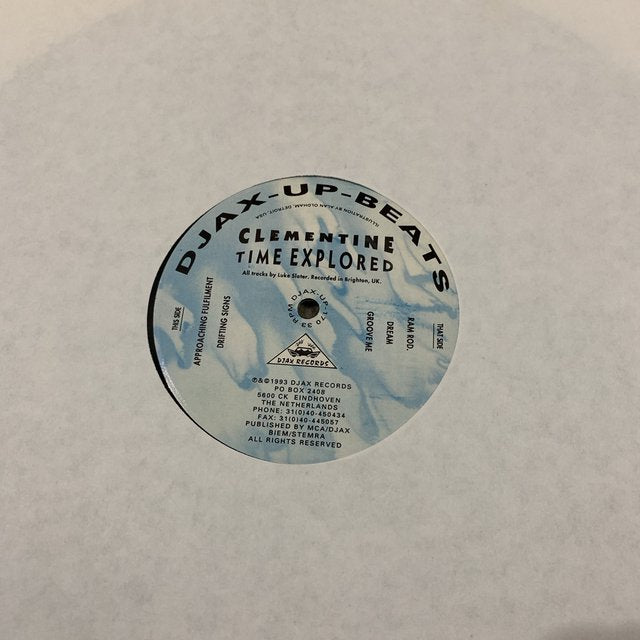 DJAX-UP-BEATS
ILLUSTRATION BY ALAN OLDHAM, DETROIT, USA
CLEMENTINE
TIME EXPLORED
All tracks by Luke Slater. Recorded in Brighton, UK.
33 RPM DJAX-UP-170
THIS SIDE
APPROACHING FULFILMENT
DRIFTING SIGNS
THAT SIDE
RAM ROD.
DREAM
GROOVE ME
DJAX RECORDS
℗&©1993 DJAX RECORDS
PO BOX 2408
5600 CK EINDHOVEN
THE NETHERLANDS
PHONE: 31(0)40-450434
FAX: 31(0)40-445057
PUBLISHED BY MCA/DJAX
BIEM/STEMRA
ALL RIGHTS RESERVED